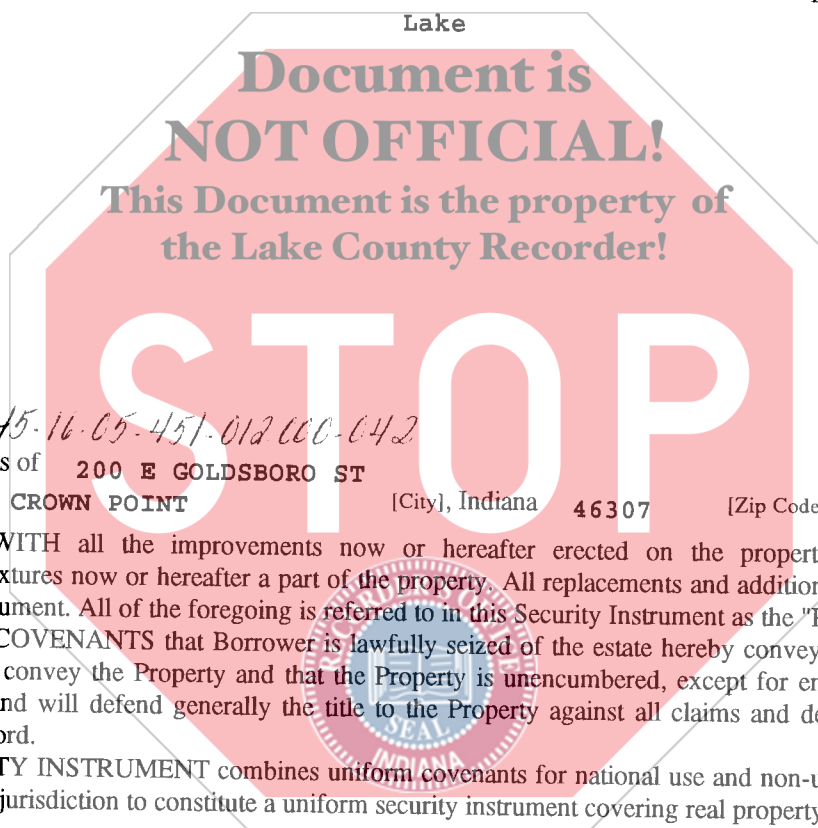 Lake
Document is
NOT OFFICIAL!
This Document is the property of
the Lake County Recorder!
STOP
45-16-05-451-012.000-042
s of 200 E GOLDSBORO ST
CROWN POINT [City], Indiana 46307 [Zip Code
WITH all the improvements now or hereafter erected on the propert
xtures now or hereafter a part of the property. All replacements and addition
ument. All of the foregoing is referred to in this Security Instrument as the "P
COVENANTS that Borrower is lawfully seized of the estate hereby convey
convey the Property and that the Property is unencumbered, except for en
nd will defend generally the title to the Property against all claims and de
ord.
TY INSTRUMENT combines uniform covenants for national use and non-u
jurisdiction to constitute a uniform security instrument covering real property
SEAL
INDIANA